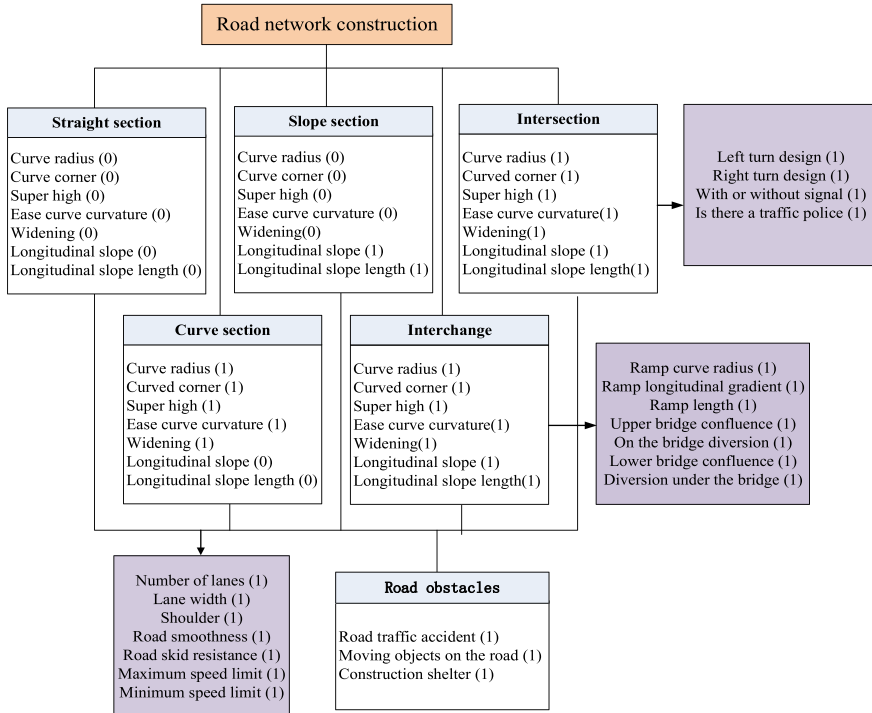 Road network construction
Straight section
Curve radius (0)
Curve corner (0)
Super high (0)
Ease curve curvature (0)
Widening (0)
Longitudinal slope (0)
Longitudinal slope length (0)
Slope section
Curve radius (0)
Curve corner (0)
Super high (0)
Ease curve curvature (0)
Widening(0)
Longitudinal slope (1)
Longitudinal slope length (1)
Intersection
Curve radius (1)
Curved corner (1)
Super high (1)
Ease curve curvature(1)
Widening(1)
Longitudinal slope (1)
Longitudinal slope length(1)
Left turn design (1)
Right turn design (1)
With or without signal (1)
Is there a traffic police (1)
Curve section
Curve radius (1)
Curved corner (1)
Super high (1)
Ease curve curvature (1)
Widening (1)
Longitudinal slope (0)
Longitudinal slope length (0)
Interchange
Curve radius (1)
Curved corner (1)
Super high (1)
Ease curve curvature(1)
Widening(1)
Longitudinal slope (1)
Longitudinal slope length(1)
Ramp curve radius (1)
Ramp longitudinal gradient (1)
Ramp length (1)
Upper bridge confluence (1)
On the bridge diversion (1)
Lower bridge confluence (1)
Diversion under the bridge (1)
Number of lanes (1)
Lane width (1)
Shoulder (1)
Road smoothness (1)
Road skid resistance (1)
Maximum speed limit (1)
Minimum speed limit (1)
Road obstacles
Road traffic accident (1)
Moving objects on the road (1)
Construction shelter (1)